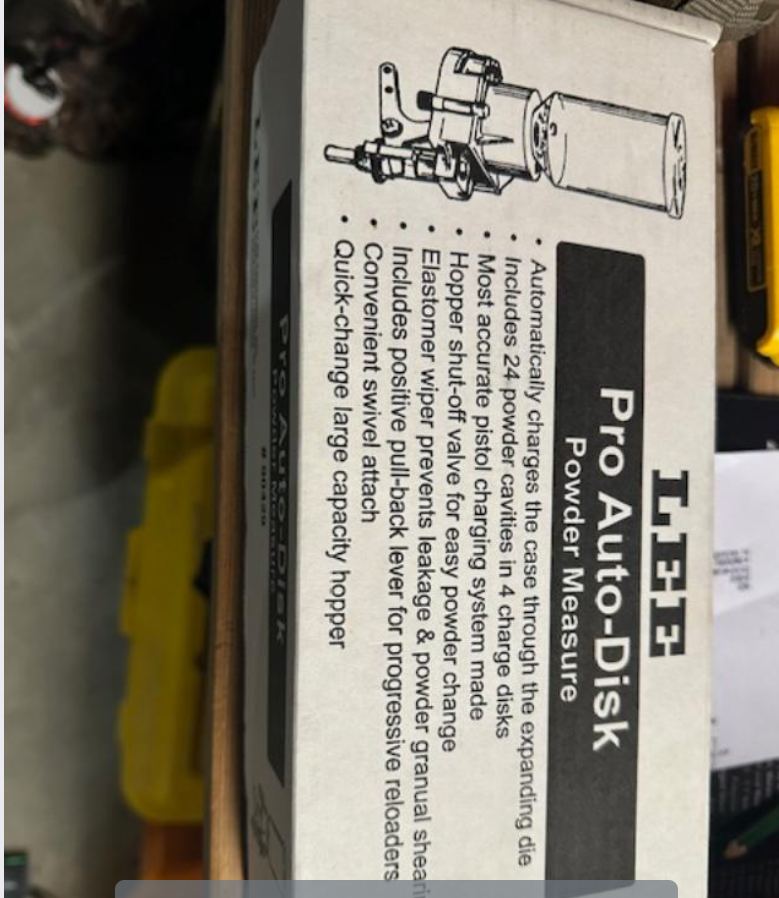 LEE
Pro Auto-Disk
Powder Measure
• Automatically charges the case through the expanding die
• Includes 24 powder cavities in 4 charge disks
• Most accurate pistol charging system made
• Hopper shut-off valve for easy powder change
• Elastomer wiper prevents leakage & powder granual sheari
• Includes positive pull-back lever for progressive reloaders
• Convenient swivel attach
• Quick-change large capacity hopper
Pro Auto-Disk
Powder Measure